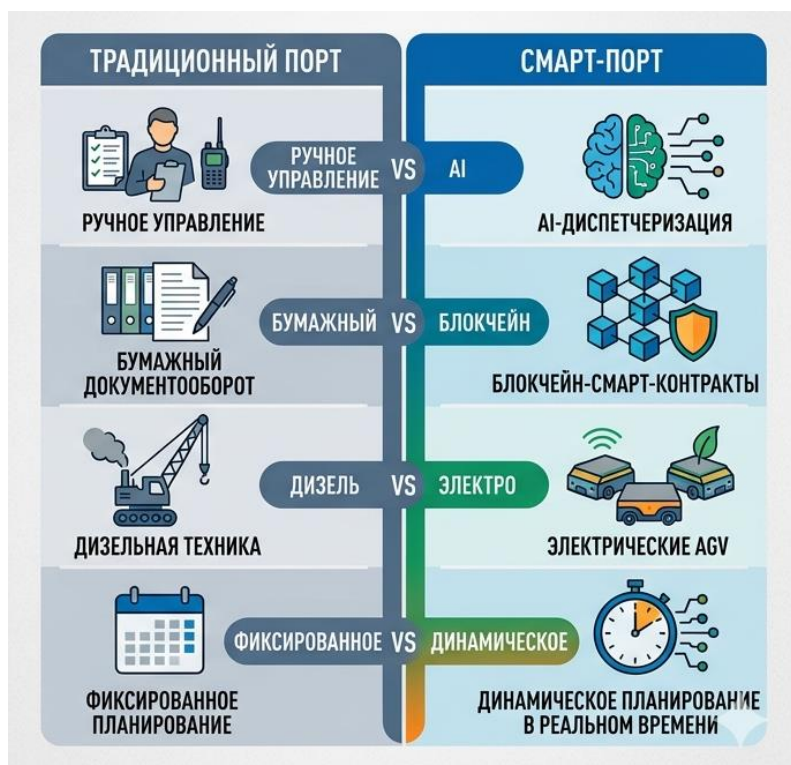 ТРАДИЦИОННЫЙ ПОРТ
СМАРТ-ПОРТ
РУЧНОЕ
УПРАВЛЕНИЕ
VS
AI
РУЧНОЕ УПРАВЛЕНИЕ
AI-ДИСПЕТЧЕРИЗАЦИЯ
БУМАЖНЫЙ
VS
БЛОКЧЕЙН
БУМАЖНЫЙ
ДОКУМЕНТООБОРОТ
БЛОКЧЕЙН-СМАРТ-КОНТРАКТЫ
ДИЗЕЛЬ
VS
ЭЛЕКТРО
ДИЗЕЛЬНАЯ ТЕХНИКА
ЭЛЕКТРИЧЕСКИЕ AGV
ФИКСИРОВАННОЕ
VS
ДИНАМИЧЕСКОЕ
ФИКСИРОВАННОЕ
ПЛАНИРОВАНИЕ
ДИНАМИЧЕСКОЕ ПЛАНИРОВАНИЕ
В РЕАЛЬНОМ ВРЕМЕНИ